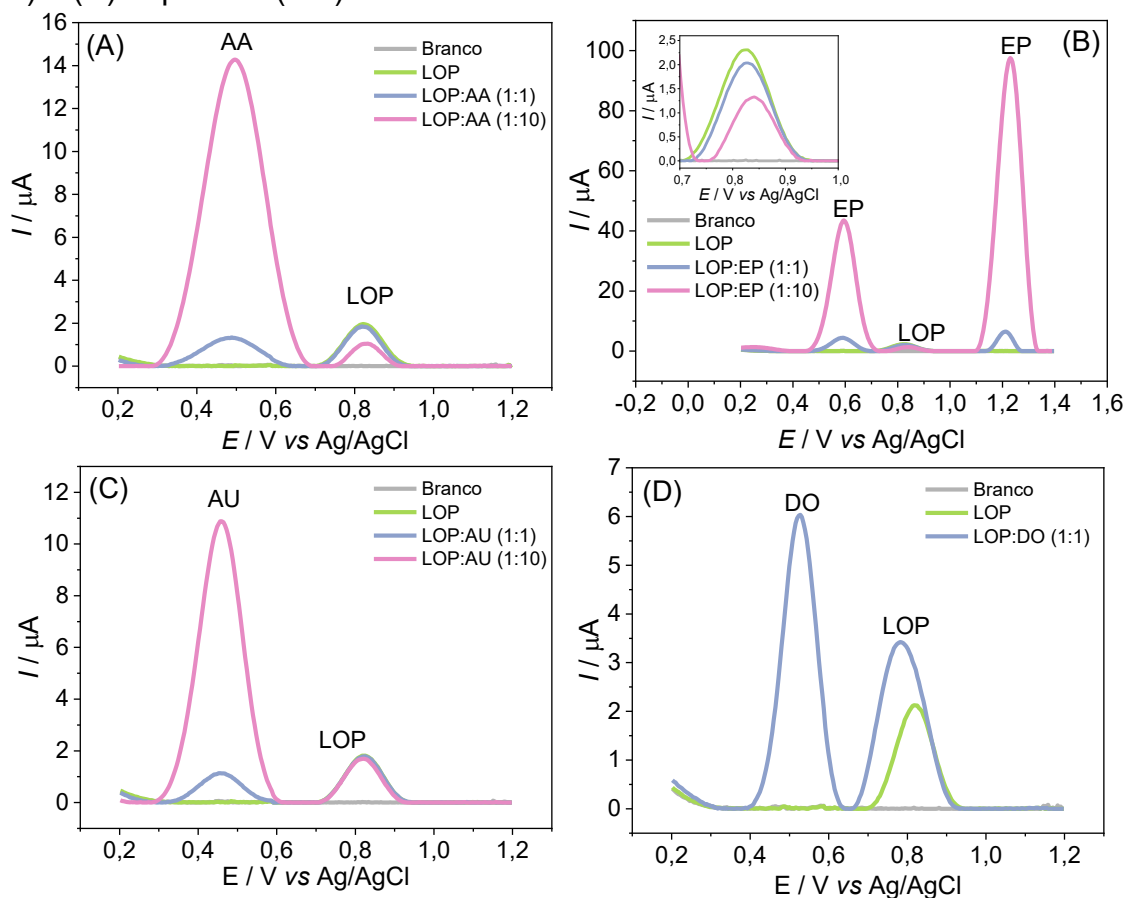 (A)
AA
LOP
Branco
LOP
LOP:AA (1:1)
LOP:AA (1:10)
16
14
12
10
8
6
4
2
0
I / µA
0,2 0,4 0,6 0,8 1,0 1,2
E / V vs Ag/AgCl
(B)
EP
EP
LOP
Branco
LOP
LOP:EP (1:1)
LOP:EP (1:10)
100
80
60
40
20
0
I / µA
-0,2 0,0 0,2 0,4 0,6 0,8 1,0 1,2 1,4 1,6
E / V vs Ag/AgCl
2,5
2,0
1,5
1,0
0,5
0,0
I / µA
0,7 0,8 0,9 1,0
E / V vs Ag/AgCl
(C)
AU
LOP
Branco
LOP
LOP:AU (1:1)
LOP:AU (1:10)
12
10
8
6
4
2
0
I / µA
0,2 0,4 0,6 0,8 1,0 1,2
E / V vs Ag/AgCl
(D)
DO
LOP
Branco
LOP
LOP:DO (1:1)
7
6
5
4
3
2
1
0
I / µA
0,2 0,4 0,6 0,8 1,0 1,2
E / V vs Ag/AgCl